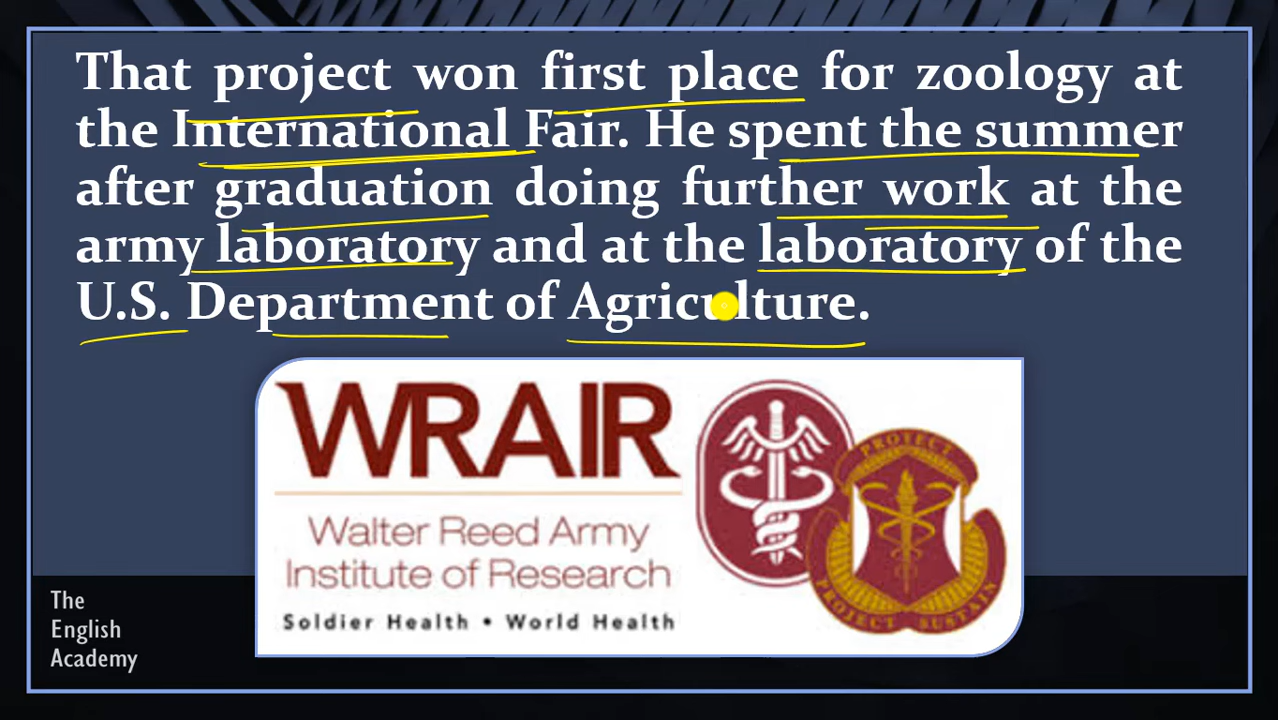 That project won first place for zoology at
the International Fair. He spent the summer
after graduation doing further work at the
army laboratory and at the laboratory of the
U.S. Department of Agriculture.
WRAIR
Walter Reed Army
Institute of Research
Soldier Health • World Health
PROTECT
PROJECT SUSTAIN
The
English
Academy